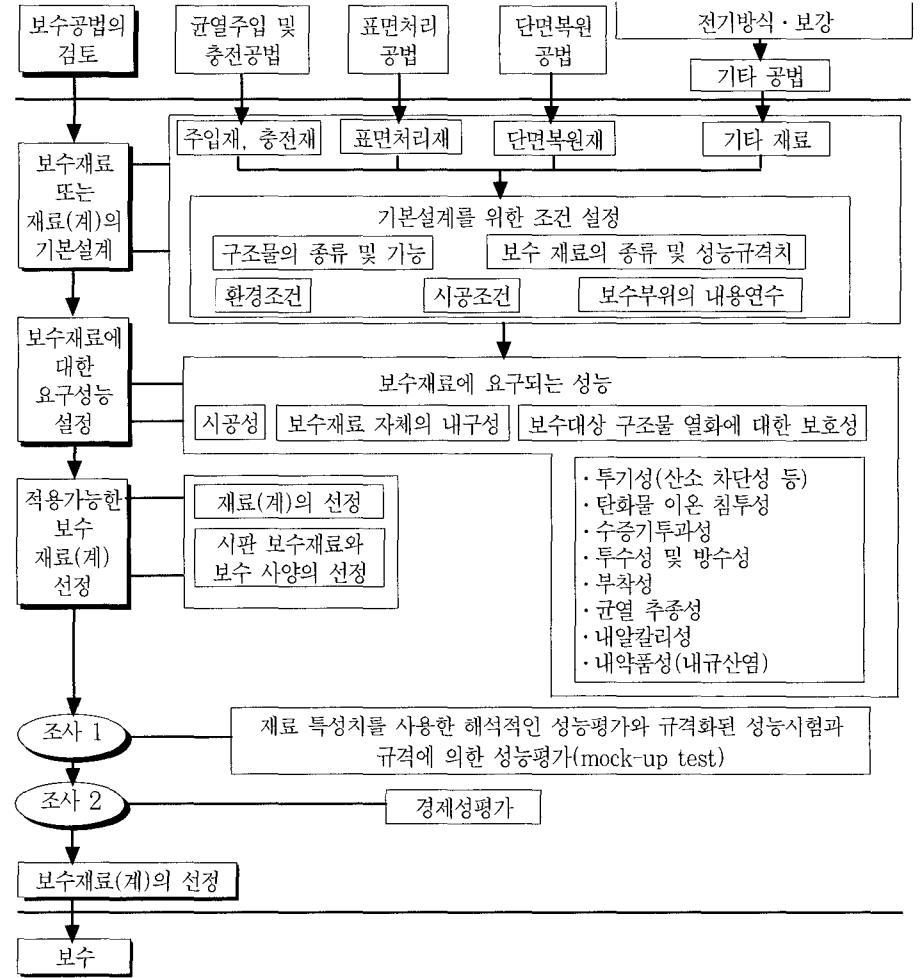 보수공법의
검토
균열주입 및
충전공법
표면처리
공법
단면복원
공법
전기방식·보강
기타 공법
보수재료
또는
재료(계)의
기본설계
주입재, 충전재
표면처리재
단면복원재
기타 재료
기본설계를 위한 조건 설정
구조물의 종류 및 기능
보수 재료의 종류 및 성능규격치
환경조건
시공조건
보수부위의 내용연수
보수재료에
대한
요구성능
설정
보수재료에 요구되는 성능
시공성
보수재료 자체의 내구성
보수대상 구조물 열화에 대한 보호성
· 투기성(산소 차단성 등)
· 탄화물 이온 침투성
· 수증기투과성
· 투수성 및 방수성
· 부착성
· 균열 추종성
· 내알칼리성
· 내약품성(내규산염)
적용가능한
보수
재료(계)
선정
재료(계)의 선정
시판 보수재료와
보수 사양의 선정
조사 1
재료 특성치를 사용한 해석적인 성능평가와 규격화된 성능시험과
규격에 의한 성능평가(mock-up test)
조사 2
경제성평가
보수재료(계)의 선정
보수